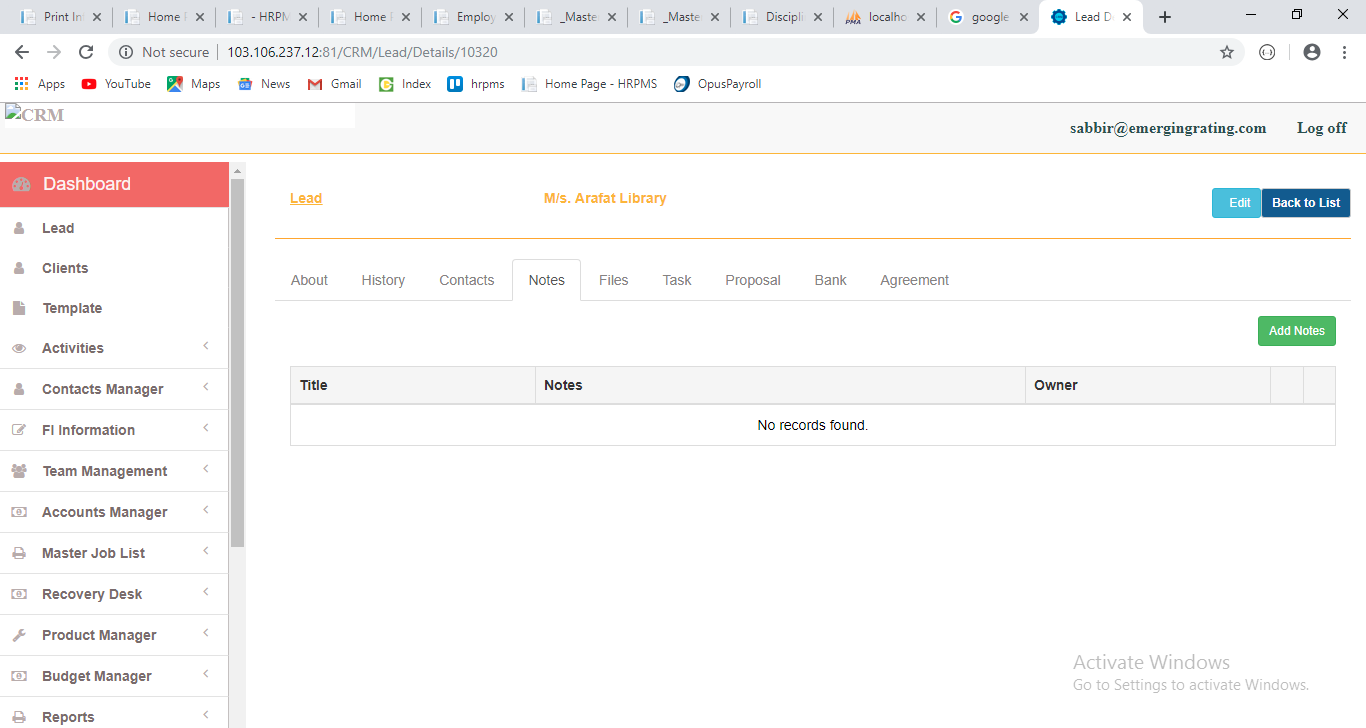 Print In Home - HRPM Home Employ _Maste _Maste Discipli localho google Lead D
Not secure 103.106.237.12:81/CRM/Lead/Details/10320
Apps YouTube Maps News Gmail Index hrpms Home Page - HRPMS OpusPayroll
CRM
sabbir@emergingrating.com Log off
Dashboard
Lead M/s. Arafat Library Edit Back to List
Lead
Clients
Template
Activities
Contacts Manager
FI Information
Team Management
Accounts Manager
Master Job List
Recovery Desk
Product Manager
Budget Manager
Reports
About History Contacts Notes Files Task Proposal Bank Agreement
Add Notes
Title Notes Owner
No records found.
Activate Windows
Go to Settings to activate Windows.